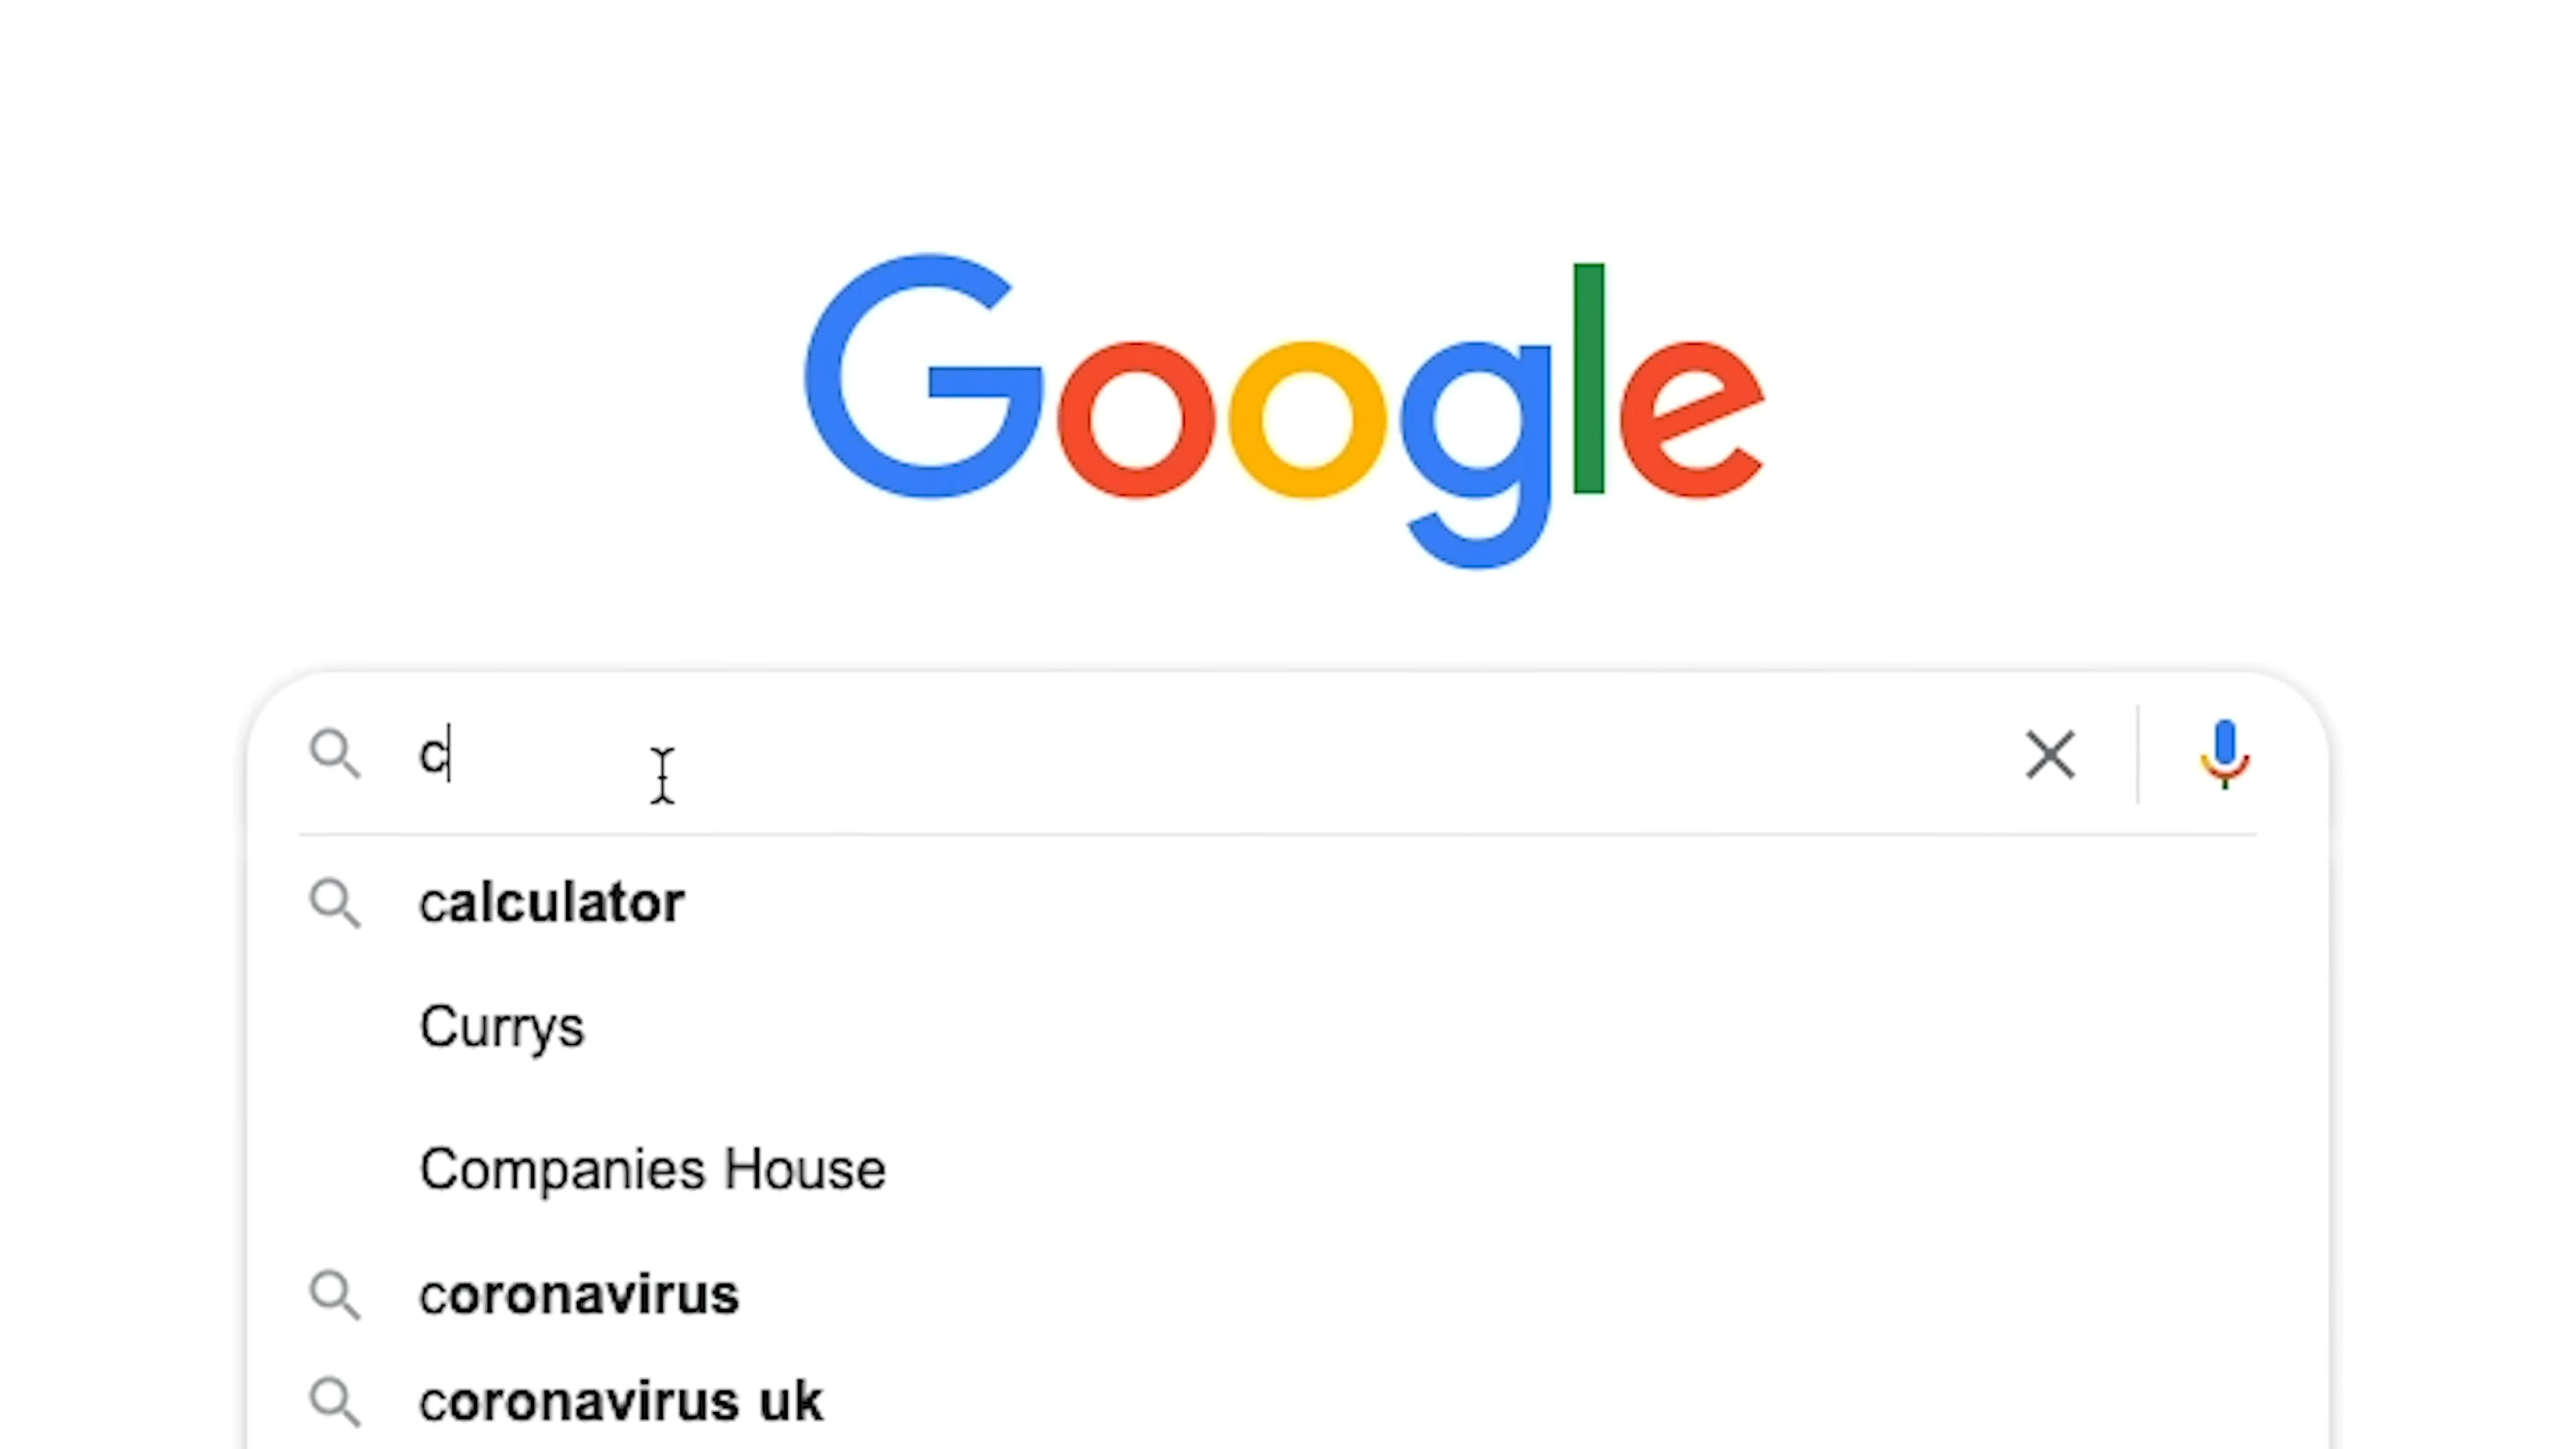 Google
c
calculator
Currys
Companies House
coronavirus
coronavirus uk